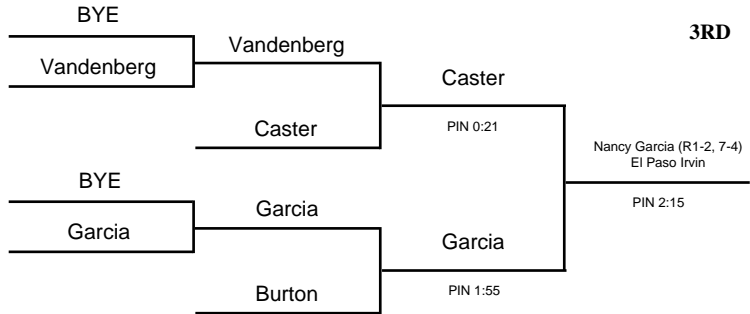 BYE
3RD
Vandenberg
Vandenberg
Caster
Caster
PIN 0:21
Nancy Garcia (R1-2, 7-4)
El Paso Irvin
PIN 2:15
BYE
Garcia
Garcia
Garcia
Burton
PIN 1:55